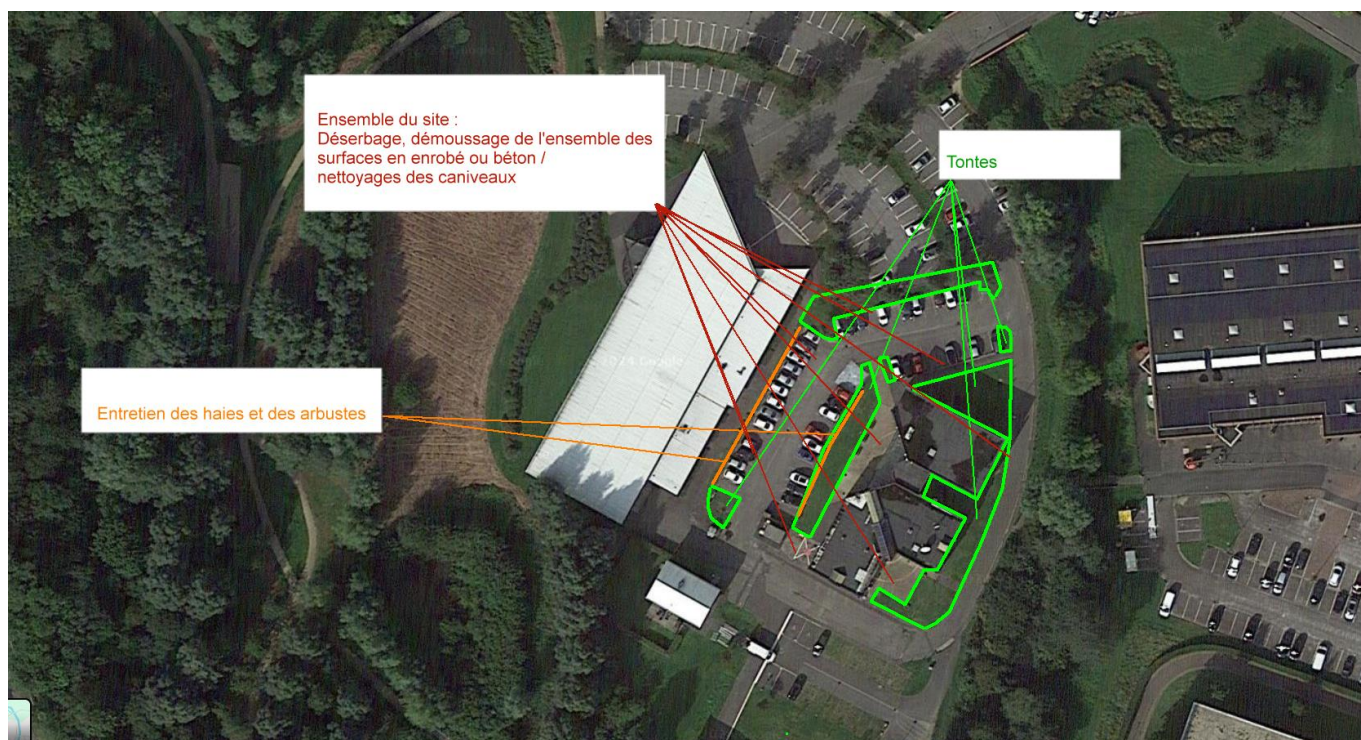 Ensemble du site :
Déserbage, démoussage de l'ensemble des
surfaces en enrobé ou béton /
nettoyages des caniveaux
Tontes
Entretien des haies et des arbustes